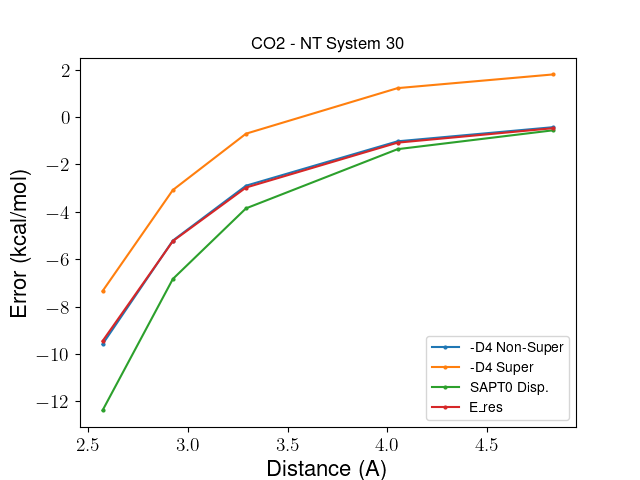 CO2 - NT System 30
Error (kcal/mol)
2
0
−2
−4
−6
−8
−10
−12
2.5 3.0 3.5 4.0 4.5
Distance (A)
-D4 Non-Super
-D4 Super
SAPT0 Disp.
E_res